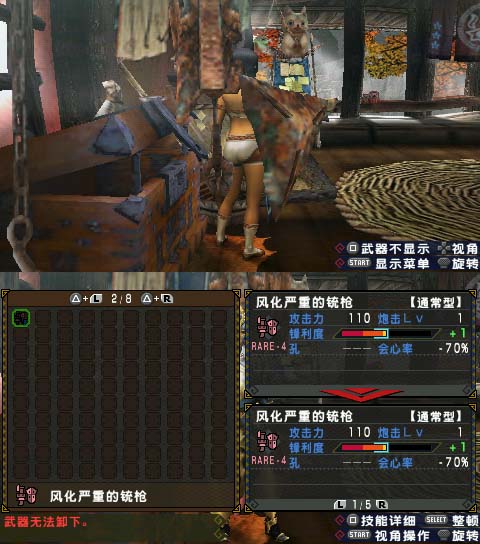 武器不显示 视角
START 显示菜单 旋转
△+L 2/8 △+R
风化严重的铳枪 【通常型】
攻击力 110 炮击Lv 1
锋利度 +1
RARE-4 孔 --- 会心率 -70%
风化严重的铳枪 【通常型】
攻击力 110 炮击Lv 1
锋利度 +1
RARE-4 孔 --- 会心率 -70%
风化严重的铳枪
L 1/5 R
武器无法卸下。
技能详细 SELECT 整顿
START 视角操作 旋转